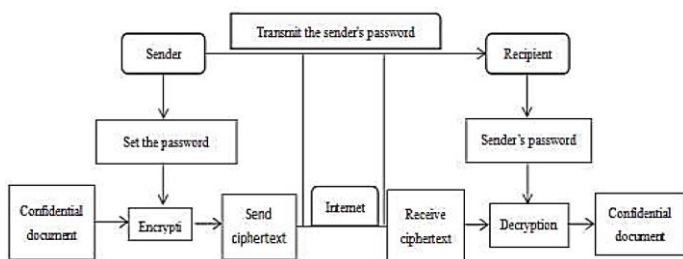 Transmit the sender's password
Sender
Recipient
Set the password
Sender's password
Internet
Confidential
document
Encrypti
Send
ciphertext
Receive
ciphertext
Decryption
Confidential
document